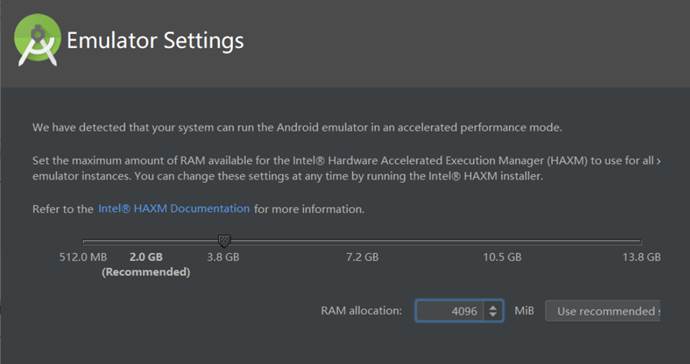 Emulator Settings
We have detected that your system can run the Android emulator in an accelerated performance mode.
Set the maximum amount of RAM available for the Intel® Hardware Accelerated Execution Manager (HAXM) to use for all
emulator instances. You can change these settings at any time by running the Intel® HAXM installer.
Refer to the Intel® HAXM Documentation for more information.
512.0 MB 2.0 GB 3.8 GB 7.2 GB 10.5 GB 13.8 GB
(Recommended)
RAM allocation: 4096 MiB Use recommended